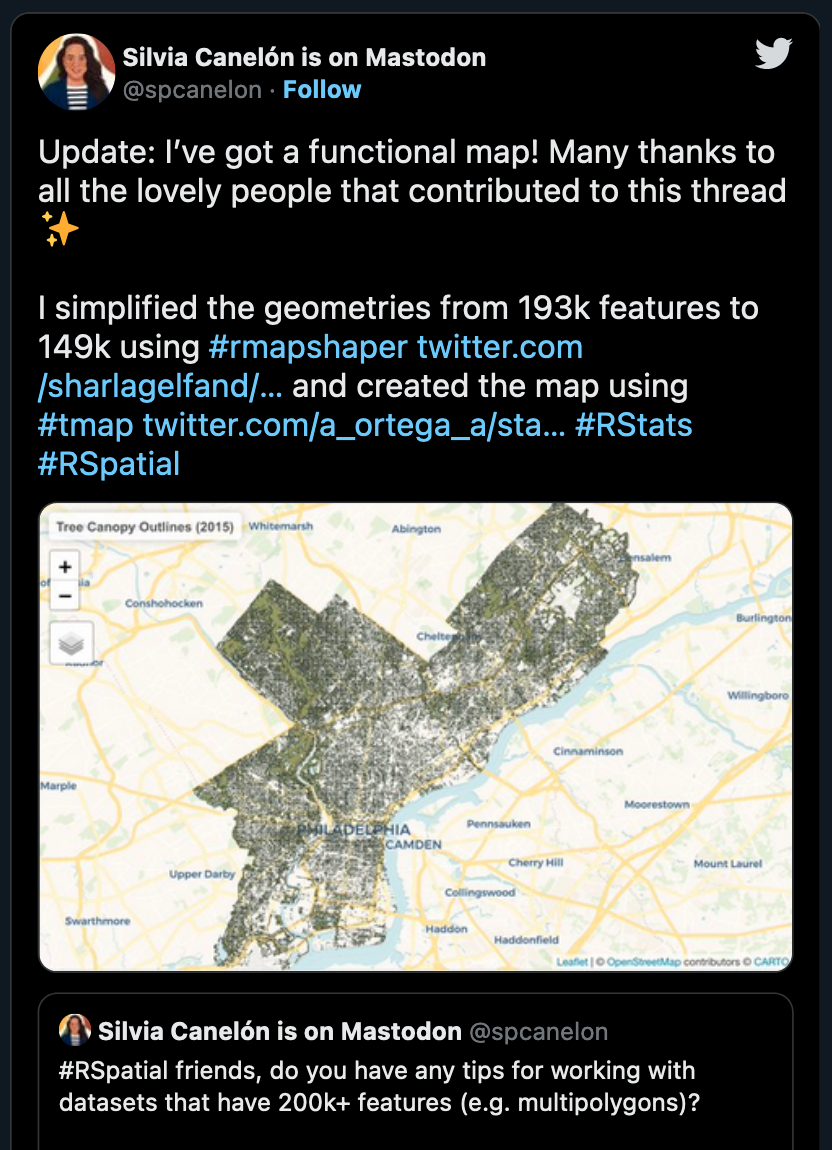 Silvia Canelón is on Mastodon
@spcanelon · Follow
Update: I’ve got a functional map! Many thanks to
all the lovely people that contributed to this thread
✨
I simplified the geometries from 193k features to
149k using #rmapshaper twitter.com
/sharlagelfand/… and created the map using
#tmap twitter.com/a_ortega_a/sta… #RStats
#RSpatial
Tree Canopy Outlines (2015)
Whitemarsh
Abington
+
−
Conshohocken
Burlington
Willingboro
Cinnaminson
Marple
Moorestown
PHILADELPHIA
Pennsauken
CAMDEN
Cherry Hill
Mount Laurel
Upper Darby
Collingswood
Swarthmore
Haddon
Haddonfield
Leaflet | © OpenStreetMap contributors © CARTO
Silvia Canelón is on Mastodon @spcanelon
#RSpatial friends, do you have any tips for working with
datasets that have 200k+ features (e.g. multipolygons)?